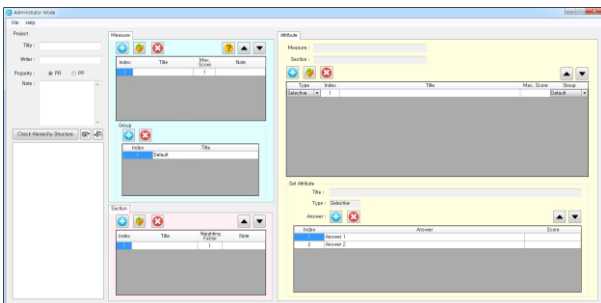 Administrator Mode
File Help
Project
Title :
Writer :
Property : PR PP
Note :
Check Hierarchy Structure
Measure
Index Title Max. Score Note
1 1
Group
Index Title
1 Default
Section
Index Title Weighting Factor Note
1 1
Attribute
Measure :
Section :
Type Index Title Max. Score Group
Selective 1 Default
Set Attribute
Title :
Type : Selective
Answer :
Index Answer Score
1 Answer 1
2 Answer 2